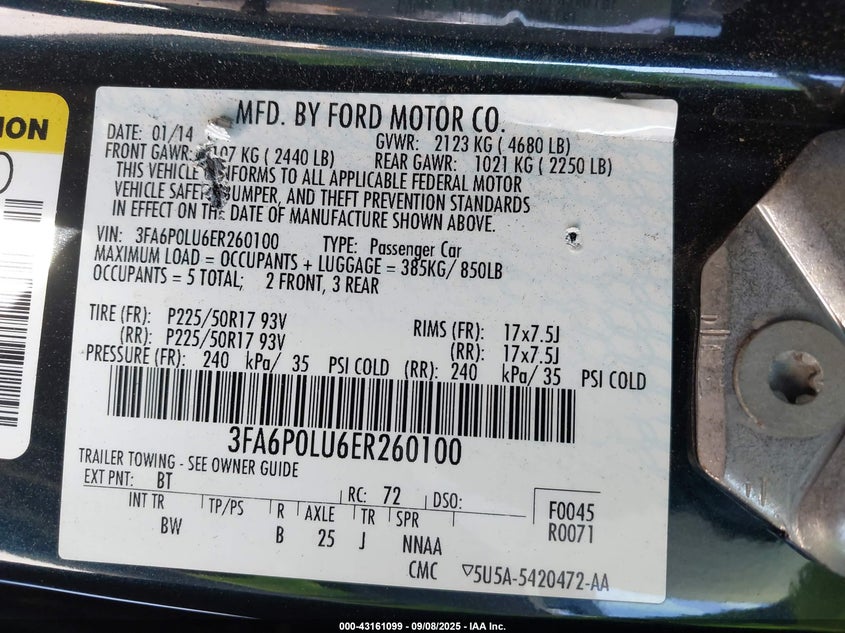 ION
MFD. BY FORD MOTOR CO.
DATE: 01/14
GVWR: 2123 KG ( 4680 LB)
FRONT GAWR: 107 KG ( 2440 LB)
REAR GAWR: 1021 KG ( 2250 LB)
THIS VEHICLE NFORMS TO ALL APPLICABLE FEDERAL MOTOR
VEHICLE SAFE UMPER, AND THEFT PREVENTION STANDARDS
IN EFFECT ON THE DATE OF MANUFACTURE SHOWN ABOVE.
VIN: 3FA6P0LU6ER260100 TYPE: Passenger Car
MAXIMUM LOAD = OCCUPANTS + LUGGAGE = 385KG/ 850LB
OCCUPANTS = 5 TOTAL; 2 FRONT, 3 REAR
TIRE (FR): P225/50R17 93V RIMS (FR): 17x7.5J
(RR): P225/50R17 93V (RR): 17x7.5J
PRESSURE (FR): 240 kPa/ 35 PSI COLD (RR): 240 kPa/ 35 PSI COLD
3FA6P0LU6ER260100
TRAILER TOWING - SEE OWNER GUIDE
EXT PNT: BT RC: 72 DSO:
INT TR TP/PS R AXLE TR SPR
BW B 25 J NNAA
F0045
R0071
CMC ▽5U5A-5420472-AA
000-43161099 - 09/08/2025 - IAA Inc.